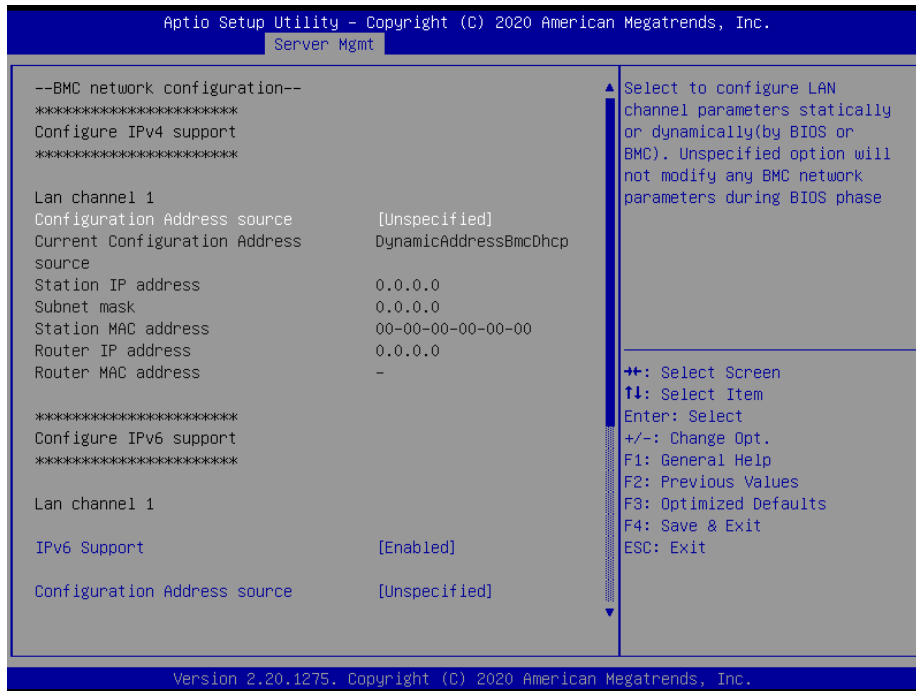 Aptio Setup Utility – Copyright (C) 2020 American Megatrends, Inc.
Server Mgmt
--BMC network configuration--
***********************
Configure IPv4 support
***********************
Lan channel 1
Configuration Address source [Unspecified]
Current Configuration Address DynamicAddressBmcDhcp
source
Station IP address 0.0.0.0
Subnet mask 0.0.0.0
Station MAC address 00-00-00-00-00-00
Router IP address 0.0.0.0
Router MAC address -
***********************
Configure IPv6 support
***********************
Lan channel 1
IPv6 Support [Enabled]
Configuration Address source [Unspecified]
Select to configure LAN
channel parameters statically
or dynamically(by BIOS or
BMC). Unspecified option will
not modify any BMC network
parameters during BIOS phase
→←: Select Screen
↑↓: Select Item
Enter: Select
+/-: Change Opt.
F1: General Help
F2: Previous Values
F3: Optimized Defaults
F4: Save & Exit
ESC: Exit
Version 2.20.1275. Copyright (C) 2020 American Megatrends, Inc.